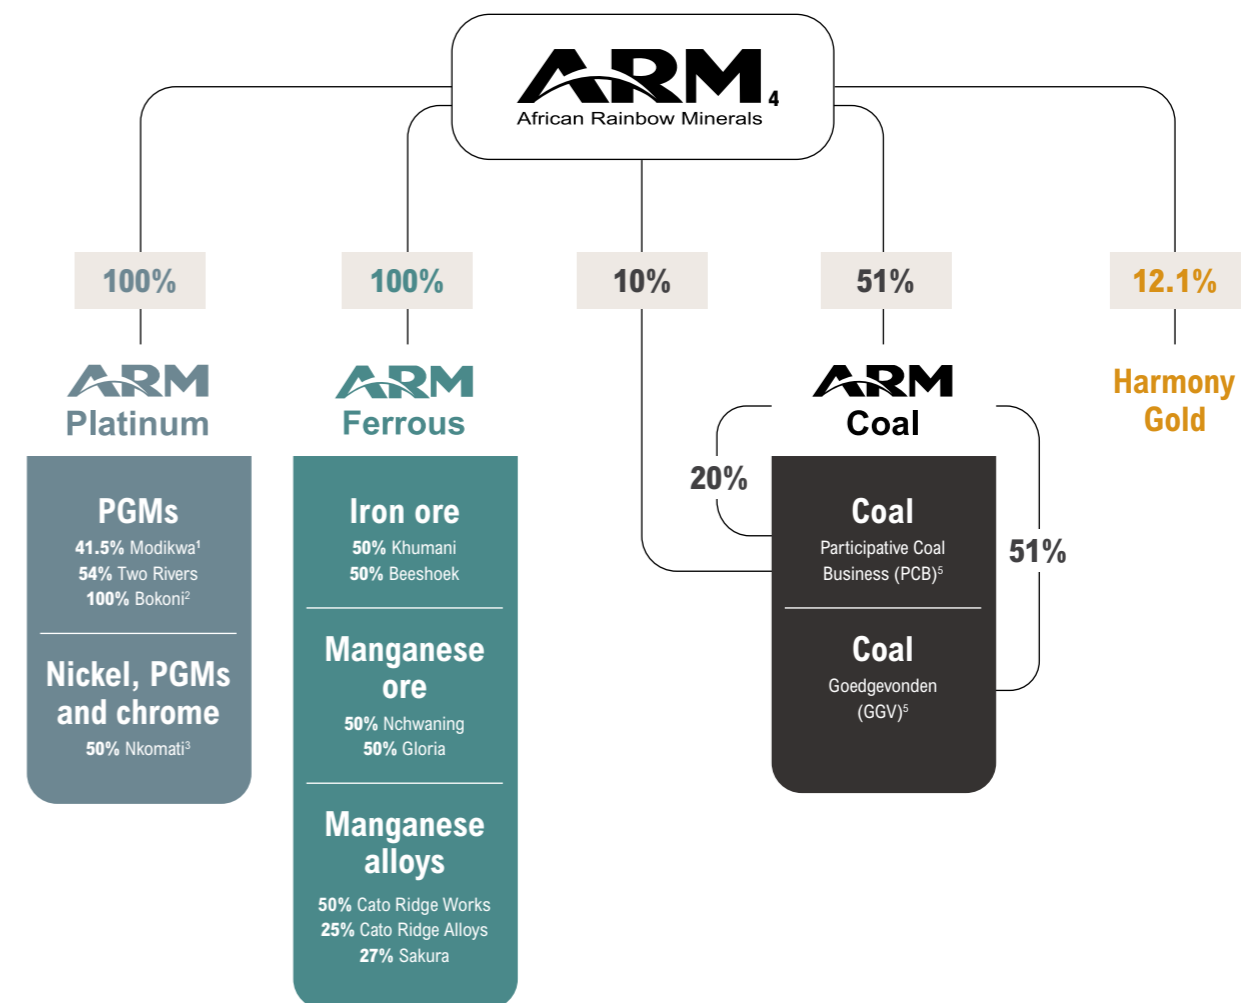 ARM 4
African Rainbow Minerals
100%
100%
10%
51%
12.1%
ARM
Platinum
PGMs
41.5% Modikwa¹
54% Two Rivers
100% Bokoni²
Nickel, PGMs
and chrome
50% Nkomati³
ARM
Ferrous
Iron ore
50% Khumani
50% Beeshoek
Manganese
ore
50% Nchwaning
50% Gloria
Manganese
alloys
50% Cato Ridge Works
25% Cato Ridge Alloys
27% Sakura
ARM
Coal
20%
51%
Coal
Participative Coal
Business (PCB)⁵
Coal
Goedgevonden
(GGV)⁵
Harmony
Gold